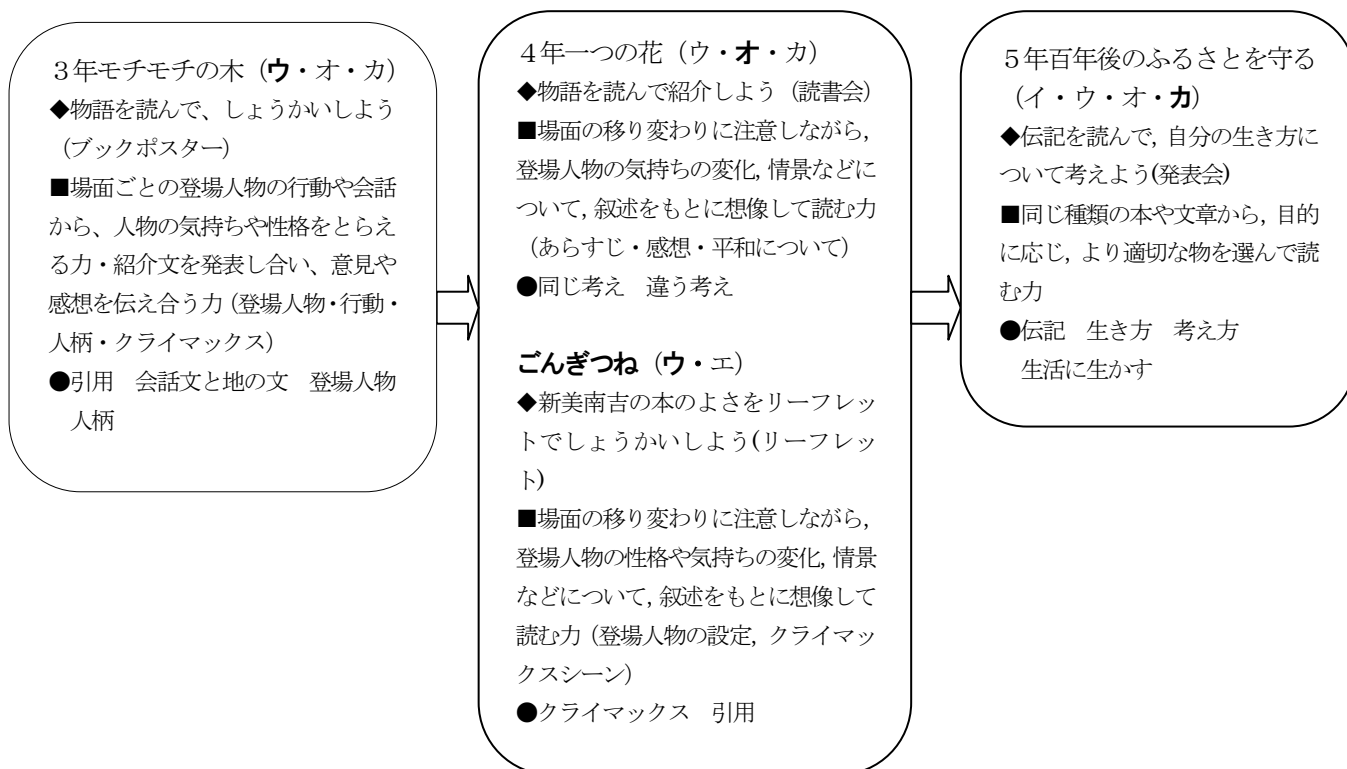 ３年モチモチの木（ウ・オ・カ）
◆物語を読んで、しょうかいしよう
（ブックポスター）
■場面ごとの登場人物の行動や会話
から、人物の気持ちや性格をとらえ
る力・紹介文を発表し合い、意見や
感想を伝え合う力（登場人物・行動・
人柄・クライマックス）
●引用　会話文と地の文　登場人物
人柄
４年一つの花（ウ・オ・カ）
◆物語を読んで紹介しよう（読書会）
■場面の移り変わりに注意しながら，
登場人物の気持ちの変化，情景などに
ついて，叙述をもとに想像して読む力
（あらすじ・感想・平和について）
●同じ考え　違う考え
ごんぎつね（ウ・エ）
◆新美南吉の本のよさをリーフレッ
トでしょうかいしよう(リーフレッ
ト)
■場面の移り変わりに注意しながら，
登場人物の性格や気持ちの変化，情景
などについて，叙述をもとに想像して
読む力（登場人物の設定，クライマッ
クスシーン）
●クライマックス　引用
５年百年後のふるさとを守る
（イ・ウ・オ・カ）
◆伝記を読んで，自分の生き方に
ついて考えよう(発表会)
■同じ種類の本や文章から，目的
に応じ，より適切な物を選んで読
む力
●伝記　生き方　考え方
生活に生かす